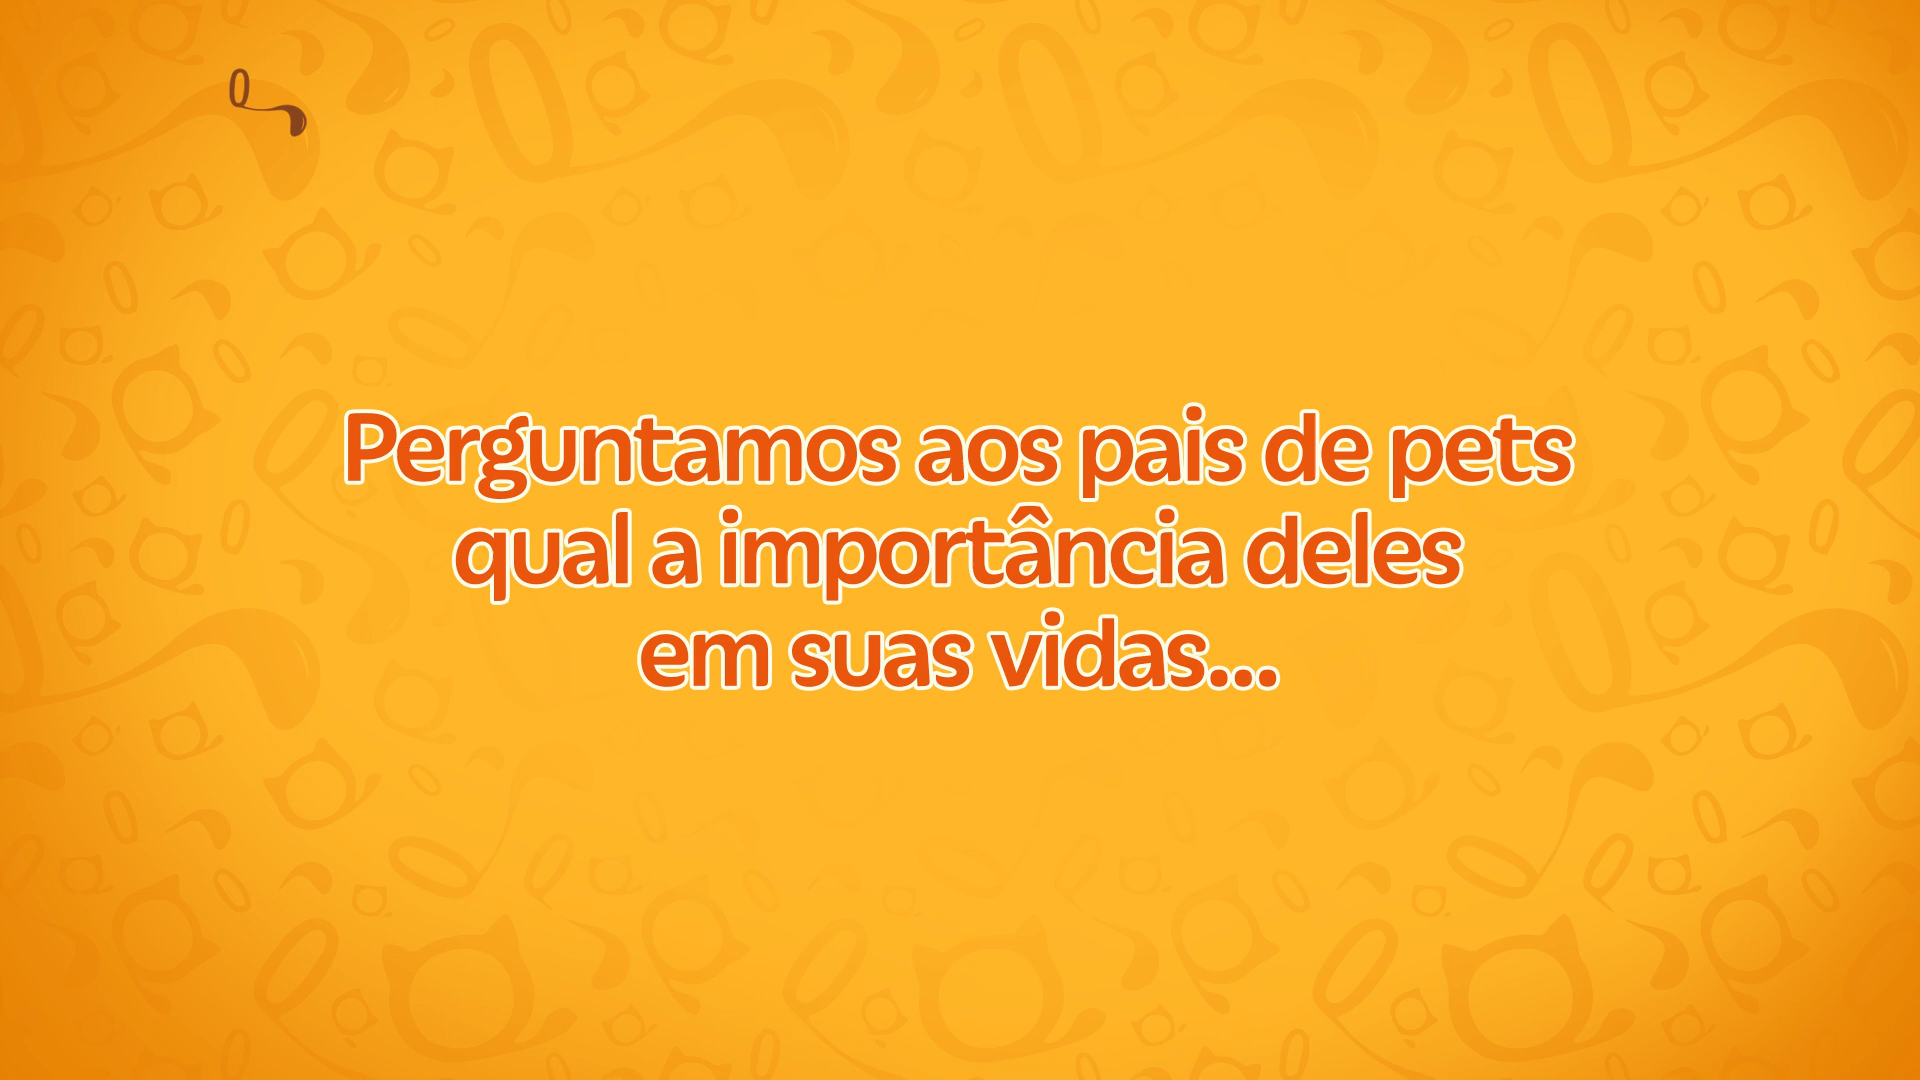 Perguntamos aos pais de pets
qual a importância deles
em suas vidas...